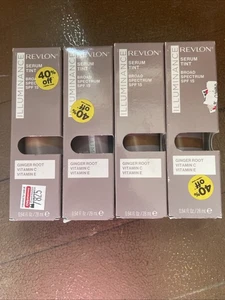 ILLUMINANCE
REVLON
SERUM
TINT
BROAD
SPECTRUM
SPF 15
40%
off
GINGER ROOT
VITAMIN C
VITAMIN E
ILLUMINANCE
REVLON
SERUM
TINT
BROAD
SPECTRUM
SPF 15
40%
off
GINGER ROOT
VITAMIN C
VITAMIN E
ILLUMINANCE
REVLON
SERUM
TINT
BROAD
SPECTRUM
SPF 15
GINGER ROOT
VITAMIN C
VITAMIN E
ILLUMINANCE
REVLON
SERUM
TINT
BROAD
SPECTRUM
SPF 15
40%
off
GINGER ROOT
VITAMIN C
VITAMIN E